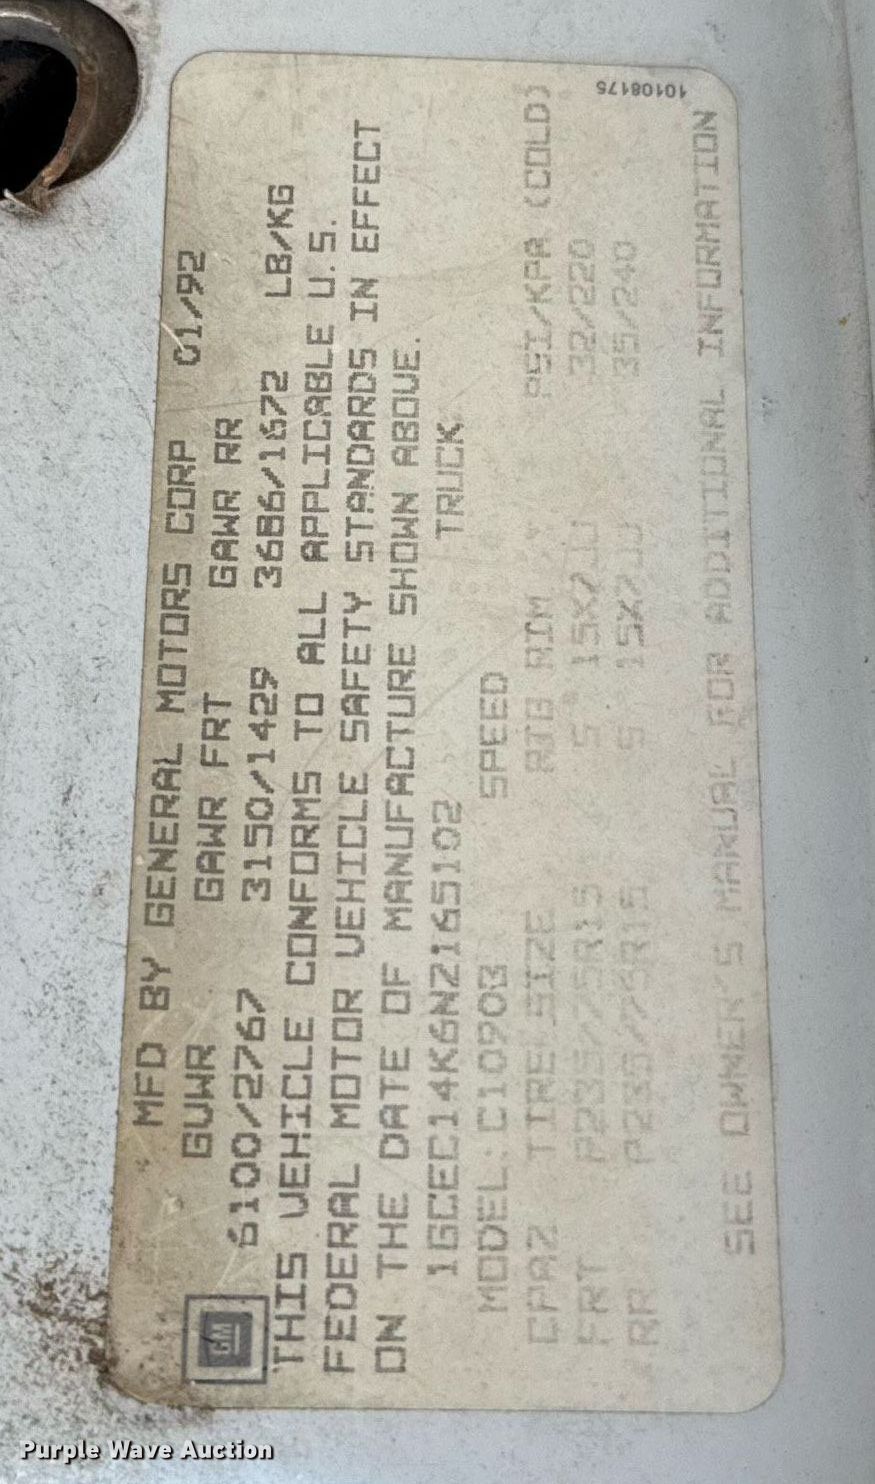 MFD BY GENERAL MOTORS CORP 01/92
GVWR GAWR FRT GAWR RR
6100/2767 3150/1429 3686/1672 LB/KG
THIS VEHICLE CONFORMS TO ALL APPLICABLE U.S.
FEDERAL MOTOR VEHICLE SAFETY STANDARDS IN EFFECT
ON THE DATE OF MANUFACTURE SHOWN ABOVE.
1GCEC14K6NZ165102 TRUCK
MODEL: C10903 SPEED
TIRE SIZE RTG RIM PSI/KPA (COLD)
FRT P235/75R15 S 15X7JJ 32/220
RR P235/75R15 S 15X7JJ 35/240
SEE OWNER'S MANUAL FOR ADDITIONAL INFORMATION
10108175
GM
Purple Wave Auction